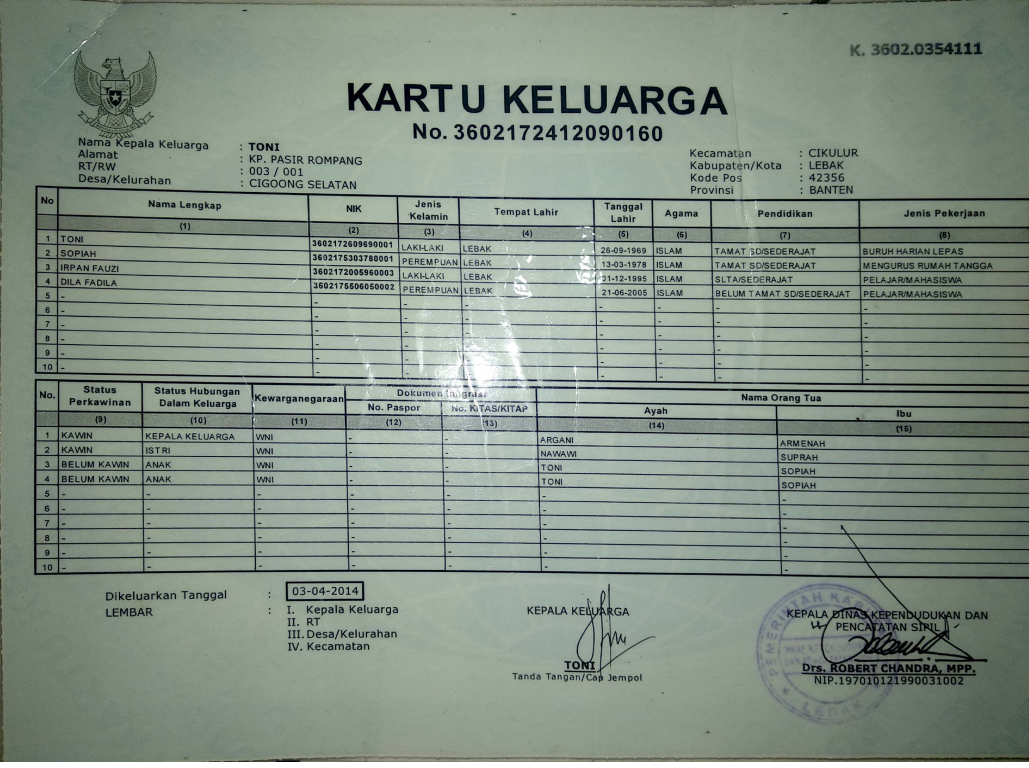 K. 3602.0354111
KARTU KELUARGA
No. 3602172412090160
Nama Kepala Keluarga : TONI
Alamat : KP. PASIR ROMPANG
RT/RW : 003 / 001
Desa/Kelurahan : CIGOONG SELATAN
Kecamatan : CIKULUR
Kabupaten/Kota : LEBAK
Kode Pos : 42356
Provinsi : BANTEN
No Nama Lengkap NIK Jenis Kelamin Tempat Lahir Tanggal Lahir Agama Pendidikan Jenis Pekerjaan
(1) (2) (3) (4) (5) (6) (7) (8)
1 TONI 3602172609690001 LAKI-LAKI LEBAK 26-09-1969 ISLAM TAMAT SD/SEDERAJAT BURUH HARIAN LEPAS
2 SOPIAH 3602175303780001 PEREMPUAN LEBAK 13-03-1978 ISLAM TAMAT SD/SEDERAJAT MENGURUS RUMAH TANGGA
3 IRPAN FAUZI 3602172005960003 LAKI-LAKI LEBAK 01-12-1995 ISLAM SLTA/SEDERAJAT PELAJAR/MAHASISWA
4 DILA FADILA 3602175506050002 PEREMPUAN LEBAK 21-06-2005 ISLAM BELUM TAMAT SD/SEDERAJAT PELAJAR/MAHASISWA
5 - - - - - - - -
6 - - - - - - - -
7 - - - - - - - -
8 - - - - - - - -
9 - - - - - - - -
10 - - - - - - - -
No. Status Perkawinan Status Hubungan Dalam Keluarga Kewarganegaraan Dokumen Imigrasi Nama Orang Tua
No. Paspor No. KITAS/KITAP Ayah Ibu
(9) (10) (11) (12) (13) (14) (15)
1 KAWIN KEPALA KELUARGA WNI - - ARGANI ARMENAH
2 KAWIN ISTRI WNI - - NAWAWI SUPRAH
3 BELUM KAWIN ANAK WNI - - TONI SOPIAH
4 BELUM KAWIN ANAK WNI - - TONI SOPIAH
5 - - - - - - -
6 - - - - - - -
7 - - - - - - -
8 - - - - - - -
9 - - - - - - -
10 - - - - - - -
Dikeluarkan Tanggal : 03-04-2014
LEMBAR : I. Kepala Keluarga
II. RT
III. Desa/Kelurahan
IV. Kecamatan
KEPALA KELUARGA
TONI
Tanda Tangan/Cap Jempol
KEPALA DINAS KEPENDUDUKAN DAN
PENCATATAN SIPIL
Drs. ROBERT CHANDRA, MPP.
NIP.197010121990031002
PEMERINTAH KAB
LEBAK